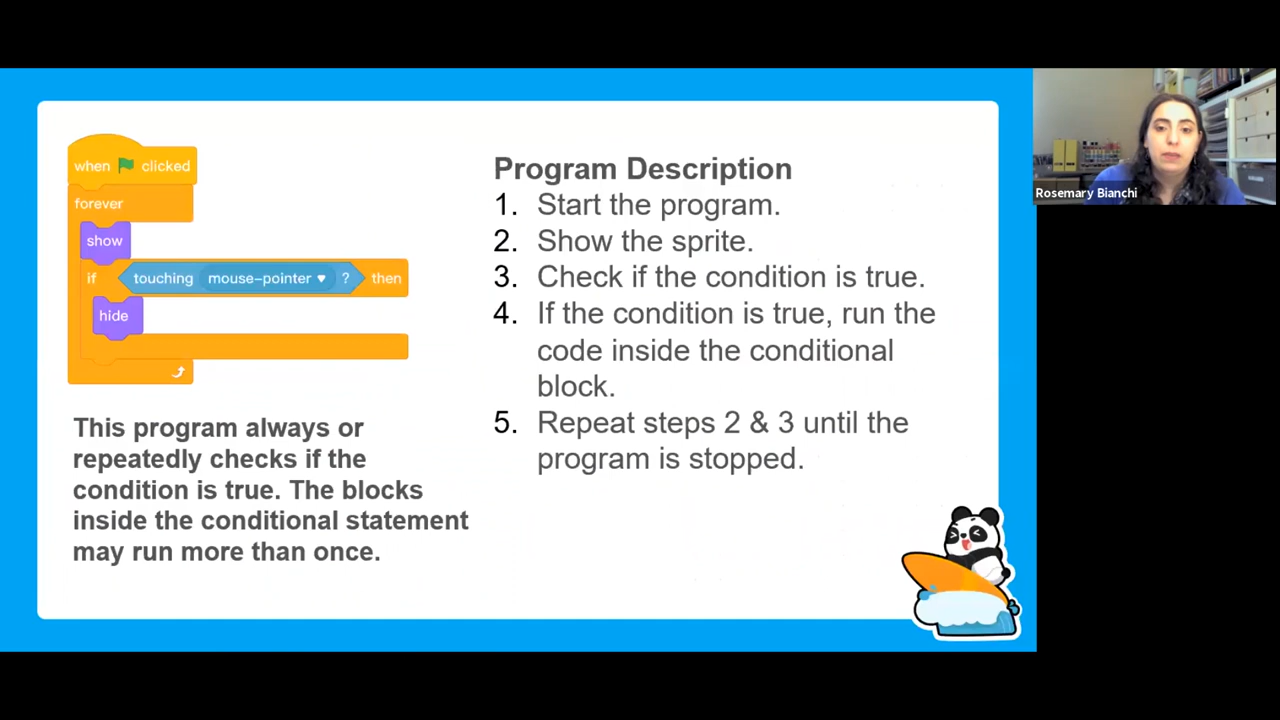 when clicked
forever
show
if touching mouse-pointer ▼ ? then
hide
This program always or
repeatedly checks if the
condition is true. The blocks
inside the conditional statement
may run more than once.
Program Description
1. Start the program.
2. Show the sprite.
3. Check if the condition is true.
4. If the condition is true, run the
code inside the conditional
block.
5. Repeat steps 2 & 3 until the
program is stopped.
Rosemary Bianchi